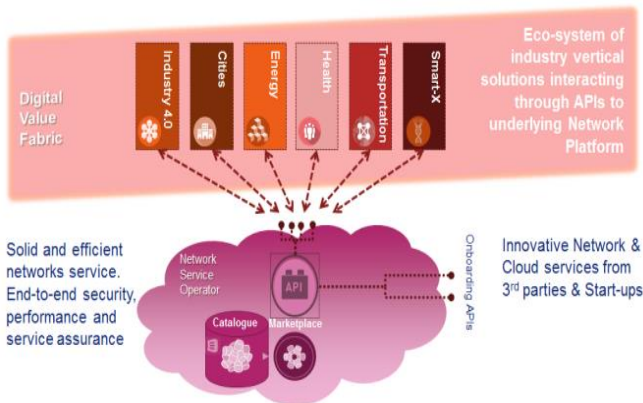 Digital
Value
Fabric
Industry 4.0
Cities
Energy
Health
Transportation
Smart-X
Eco-system of
industry vertical
solutions interacting
through APIs to
underlying Network
Platform
Solid and efficient
networks service.
End-to-end security,
performance and
service assurance
Network
Service
Operator
API
Catalogue
Marketplace
Onboarding APIs
Innovative Network &
Cloud services from
3rd parties & Start-ups